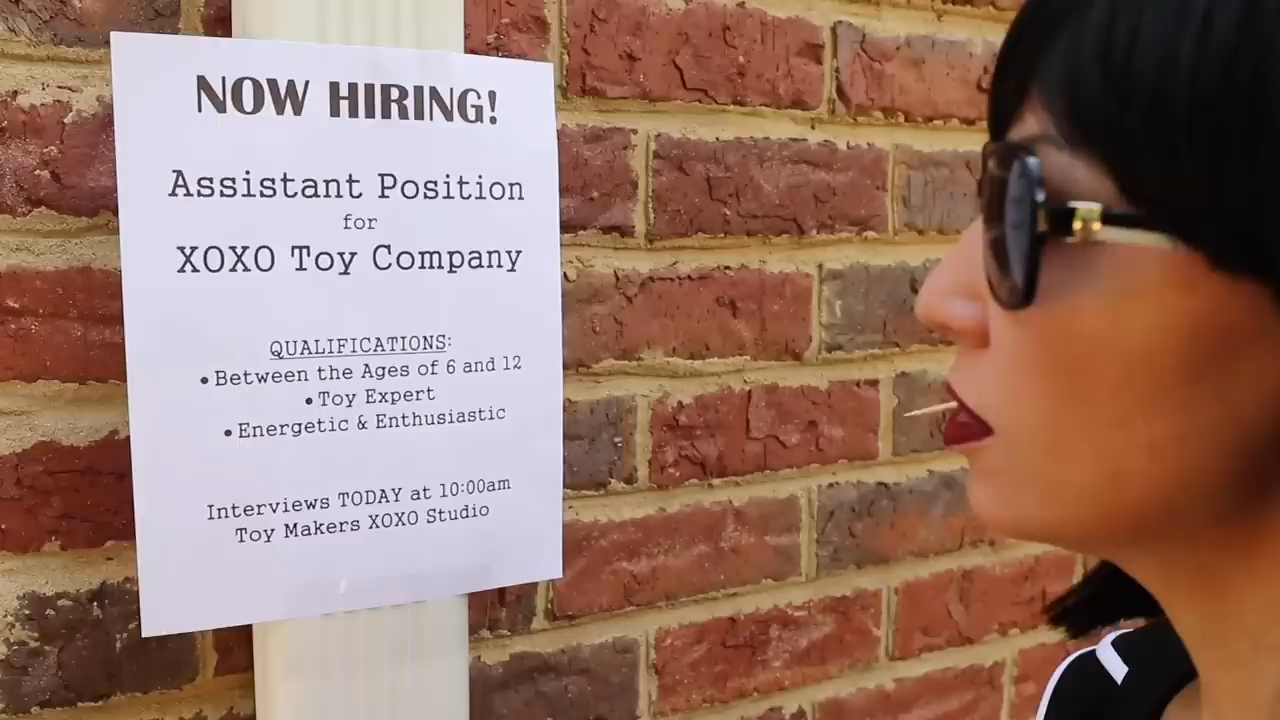 NOW HIRING!
Assistant Position
for
XOXO Toy Company
QUALIFICATIONS:
• Between the Ages of 6 and 12
• Toy Expert
• Energetic & Enthusiastic
Interviews TODAY at 10:00am
Toy Makers XOXO Studio